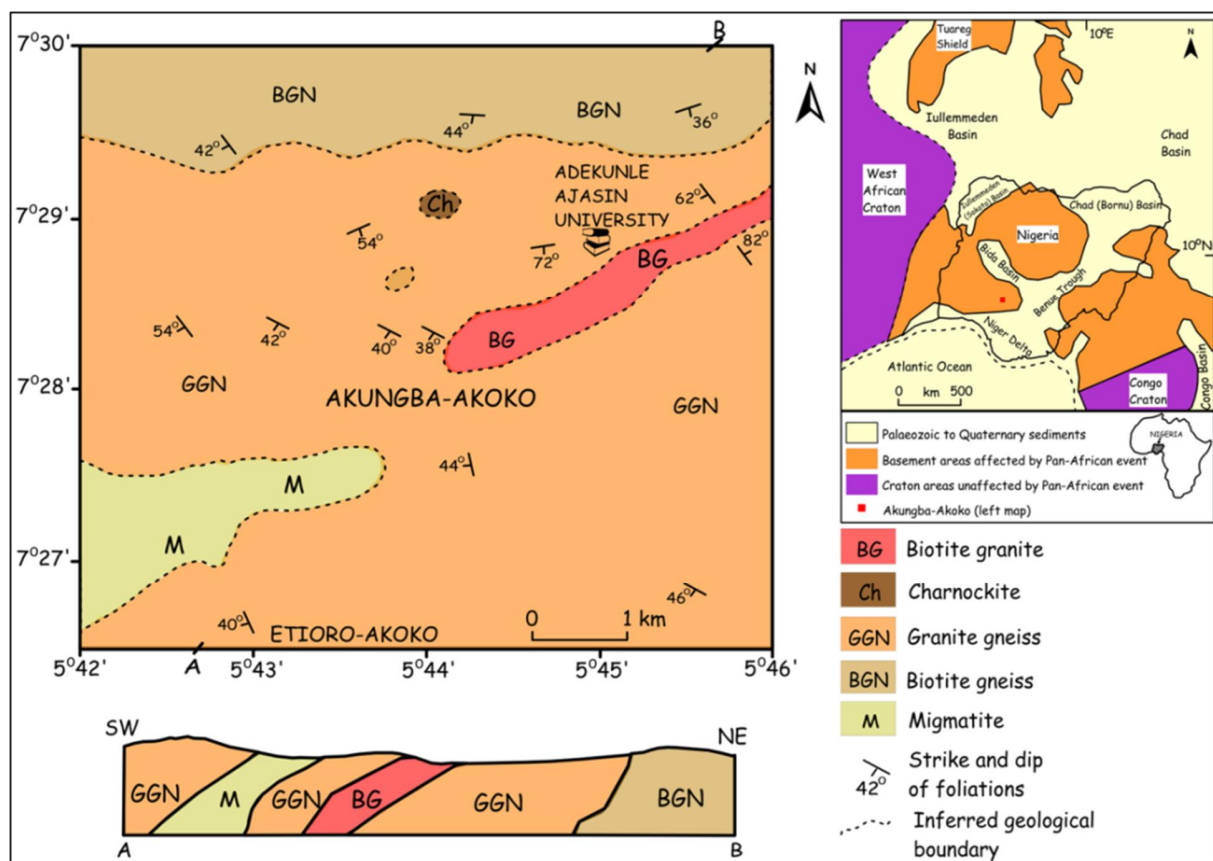 7°30'
7°29'
7°28'
7°27'
5°42'
5°43'
5°44'
5°45'
5°46'
B
N
BGN
BGN
42°
44°
36°
Ch
ADEKUNLE
AJASIN
UNIVERSITY
62°
54°
72°
82°
BG
BG
54°
42°
40°
38°
GGN
AKUNGBA-AKOKO
GGN
44°
M
M
46°
40°
ETIORO-AKOKO
0 1 km
A
SW
NE
GGN
M
GGN
BG
GGN
BGN
A
B
Tuareg
Shield
10°E
N
Iullemmeden
Basin
Chad
Basin
West
African
Craton
Iullemmeden
(Sokoto) Basin
Chad (Bornu) Basin
Nigeria
10°N
Bida Basin
Benue Trough
Niger Delta
Atlantic Ocean
0 km 500
Congo
Craton
Congo Basin
Palaeozoic to Quaternary sediments
Basement areas affected by Pan-African event
Craton areas unaffected by Pan-African event
Akungba-Akoko (left map)
NIGERIA
BG Biotite granite
Ch Charnockite
GGN Granite gneiss
BGN Biotite gneiss
M Migmatite
42° Strike and dip
of foliations
Inferred geological
boundary